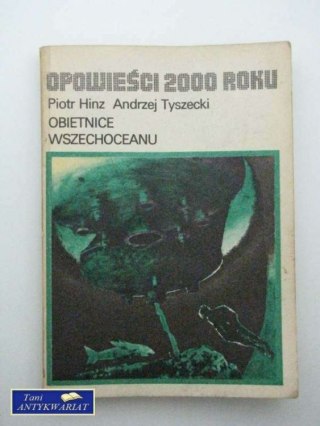 OPOWIEŚCI 2000 ROKU
Piotr Hinz Andrzej Tyszecki
OBIETNICE
WSZECHOCEANU
Tani
ANTYKWARIAT